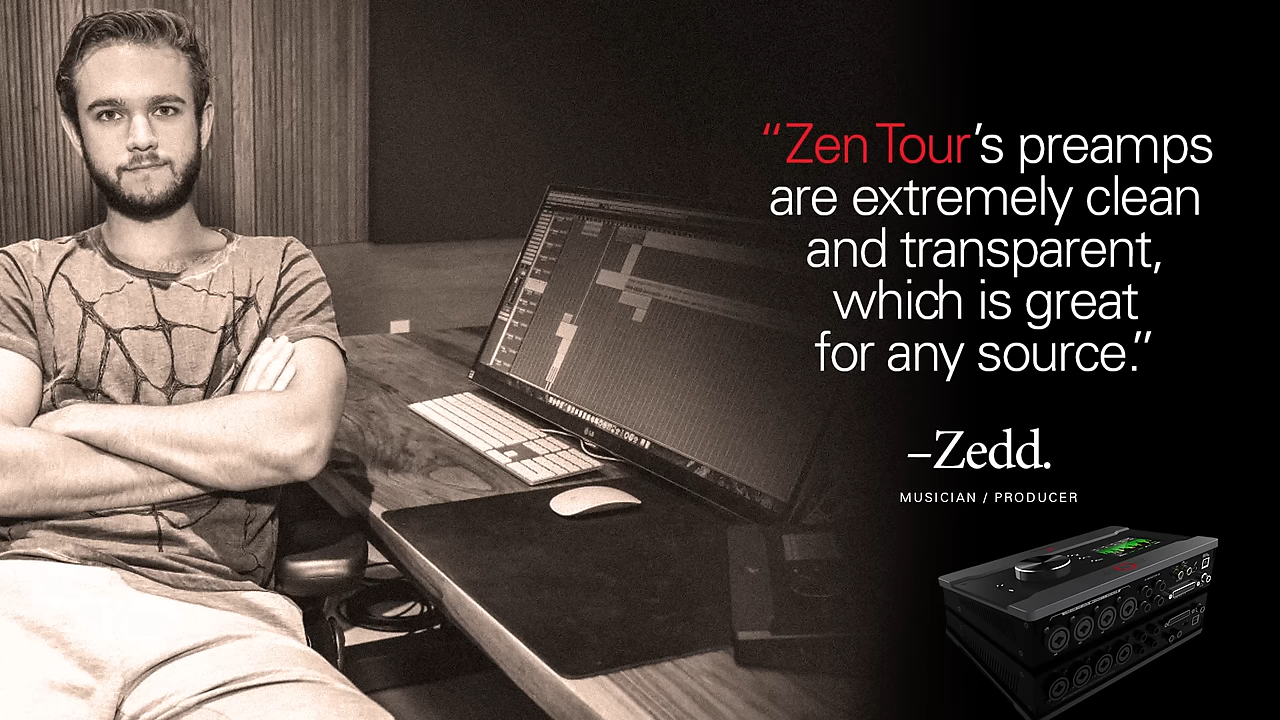 “Zen Tour’s preamps
are extremely clean
and transparent,
which is great
for any source.”
–Zedd.
MUSICIAN / PRODUCER